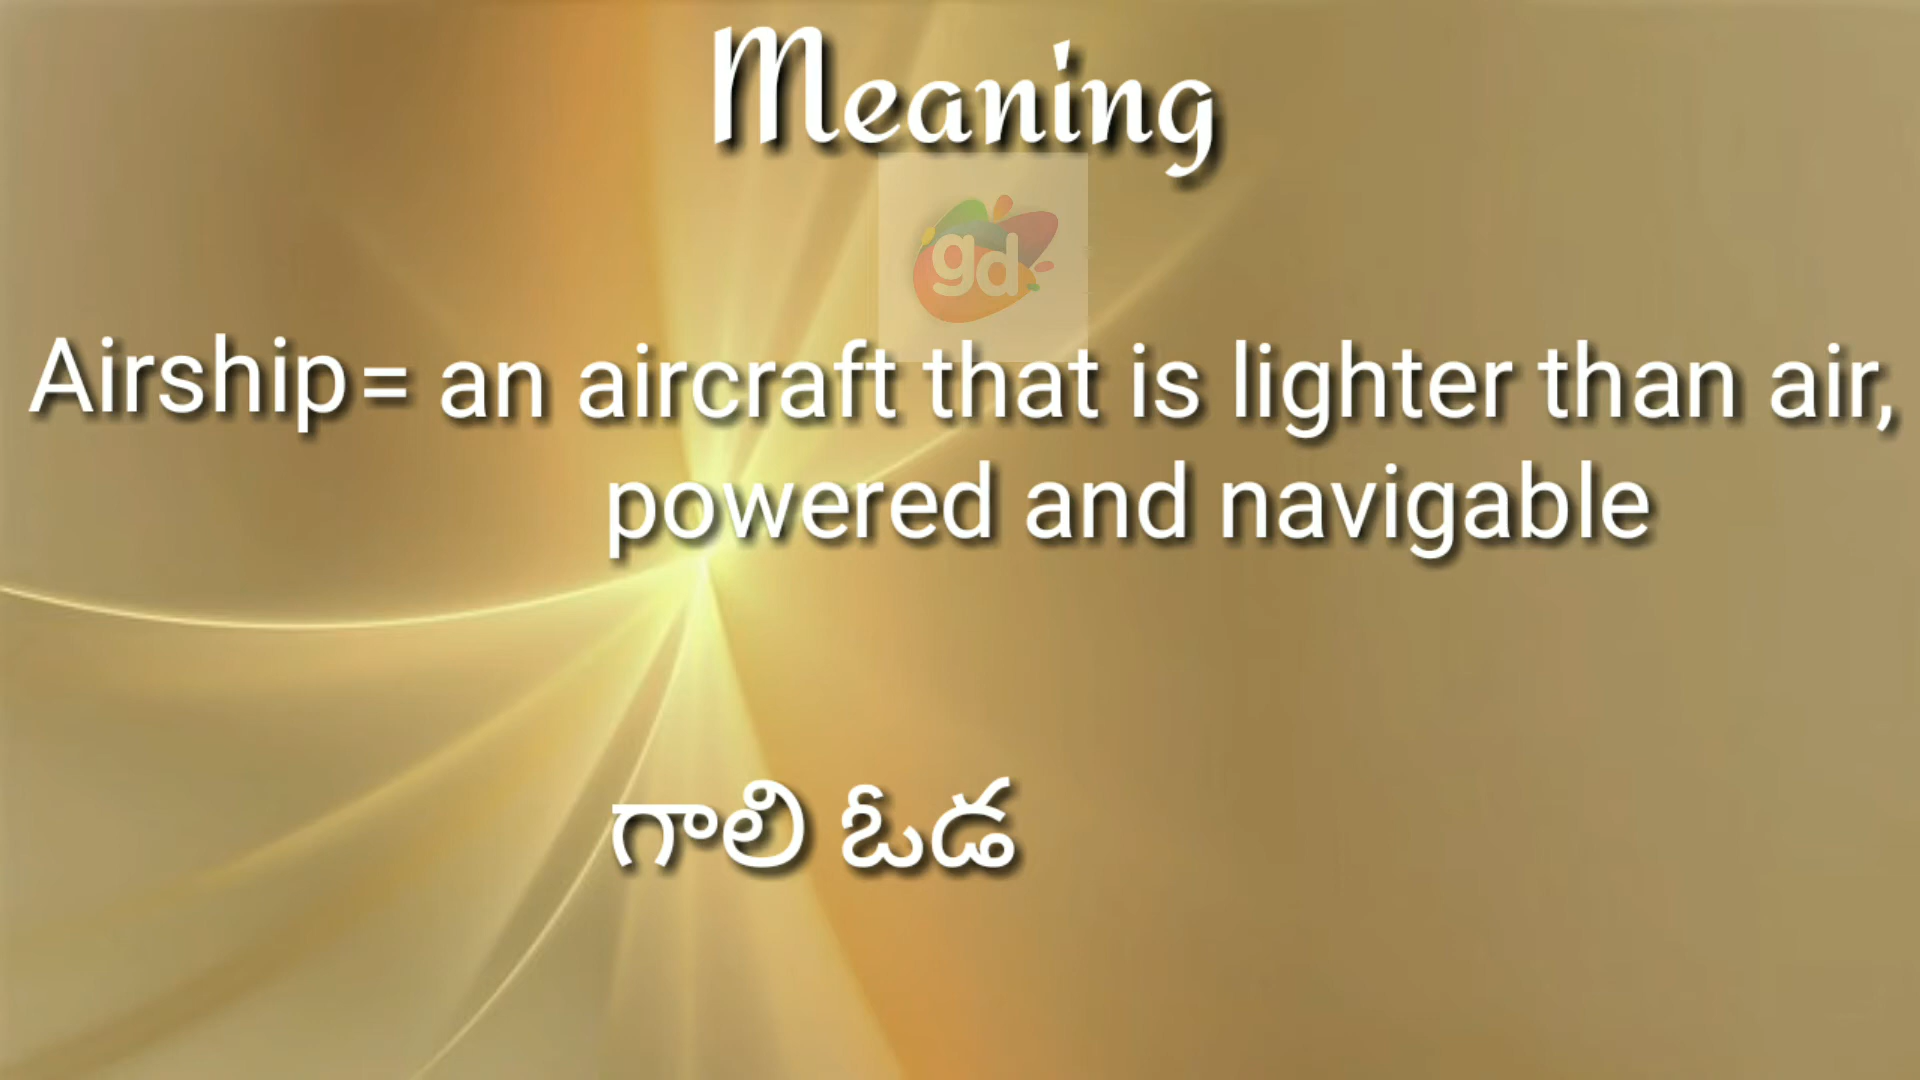 Meaning
gd
Airship= an aircraft that is lighter than air,
powered and navigable
గాలి ఓడ